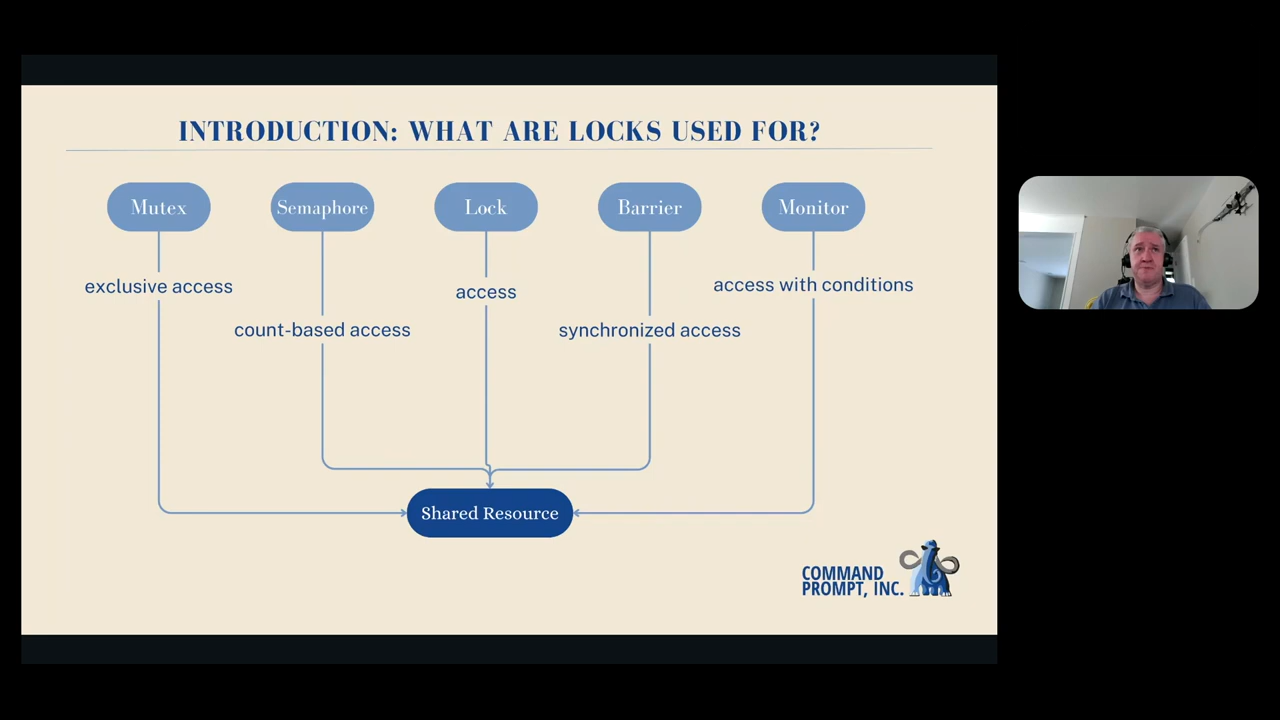 INTRODUCTION: WHAT ARE LOCKS USED FOR?
Mutex
Semaphore
Lock
Barrier
Monitor
exclusive access
count-based access
access
synchronized access
access with conditions
Shared Resource
COMMAND
PROMPT, INC.